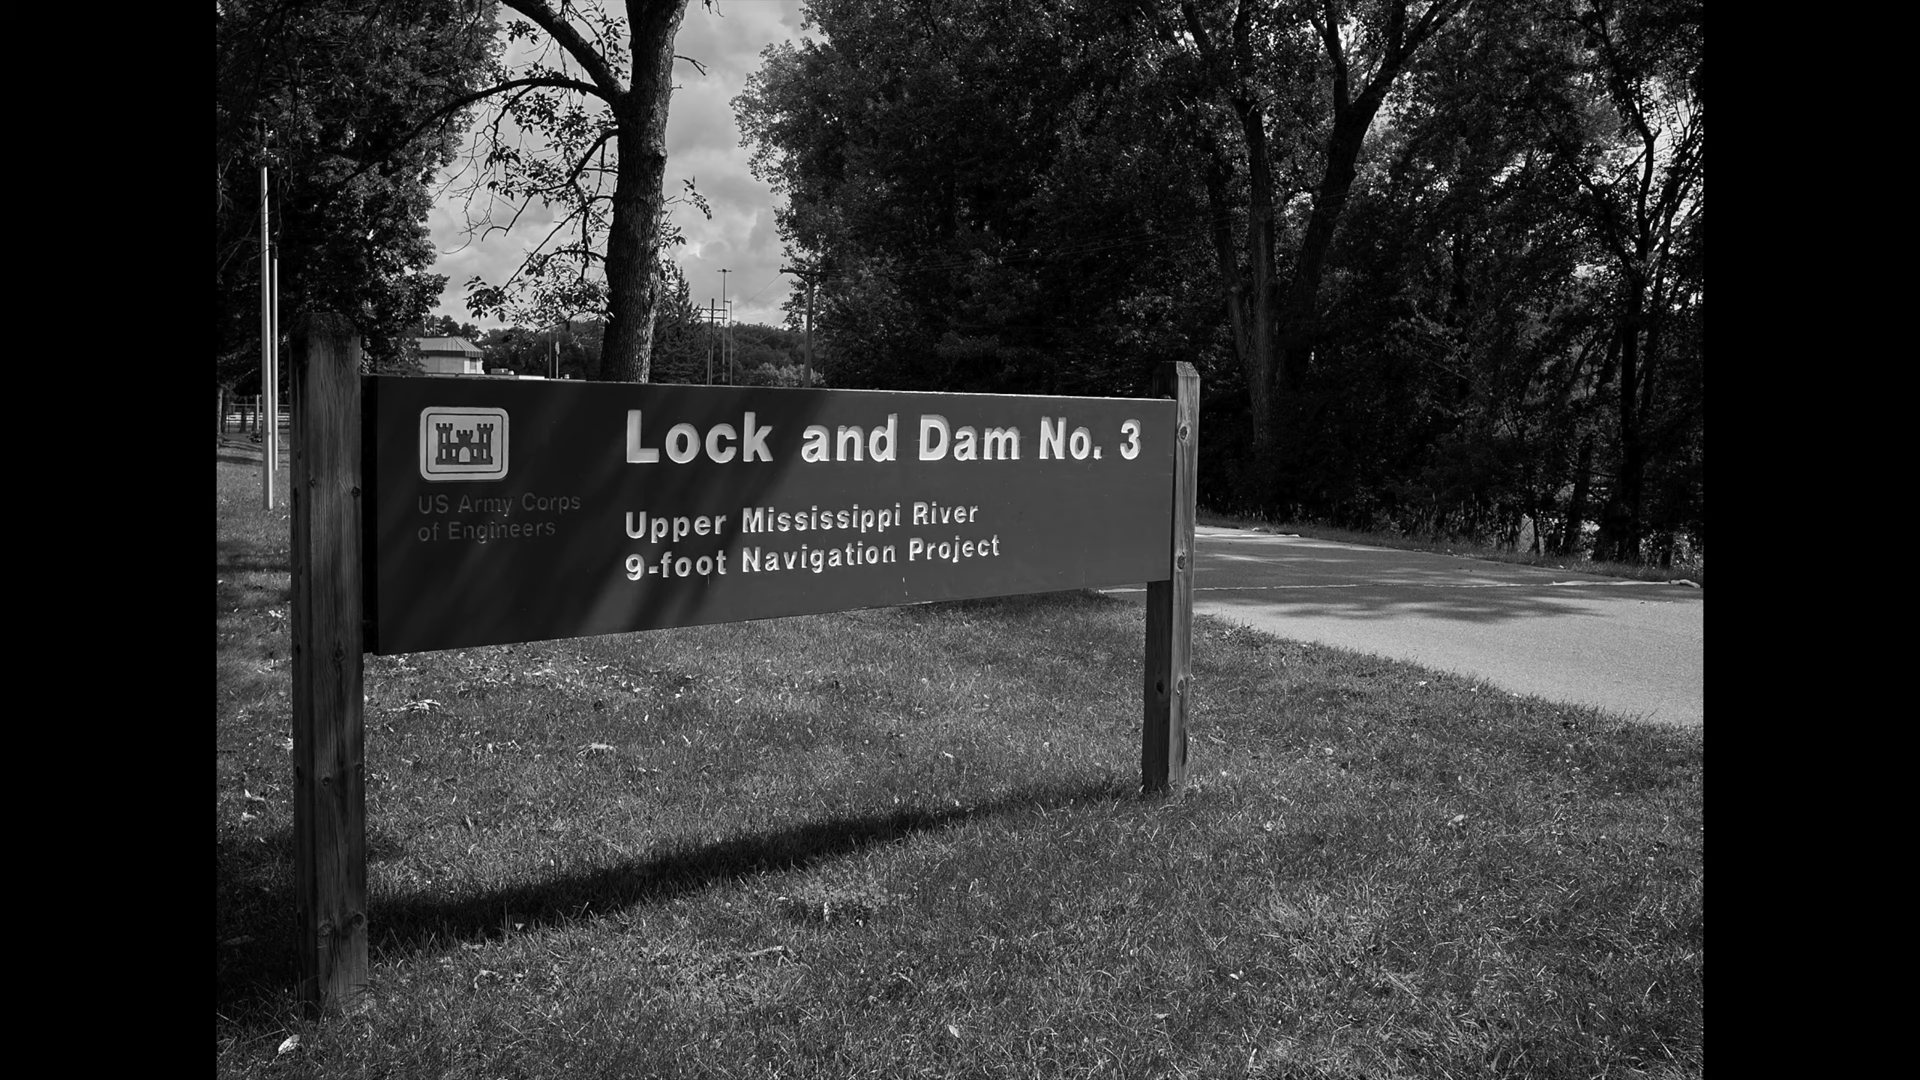 Lock and Dam No. 3
US Army Corps
of Engineers
Upper Mississippi River
9-foot Navigation Project